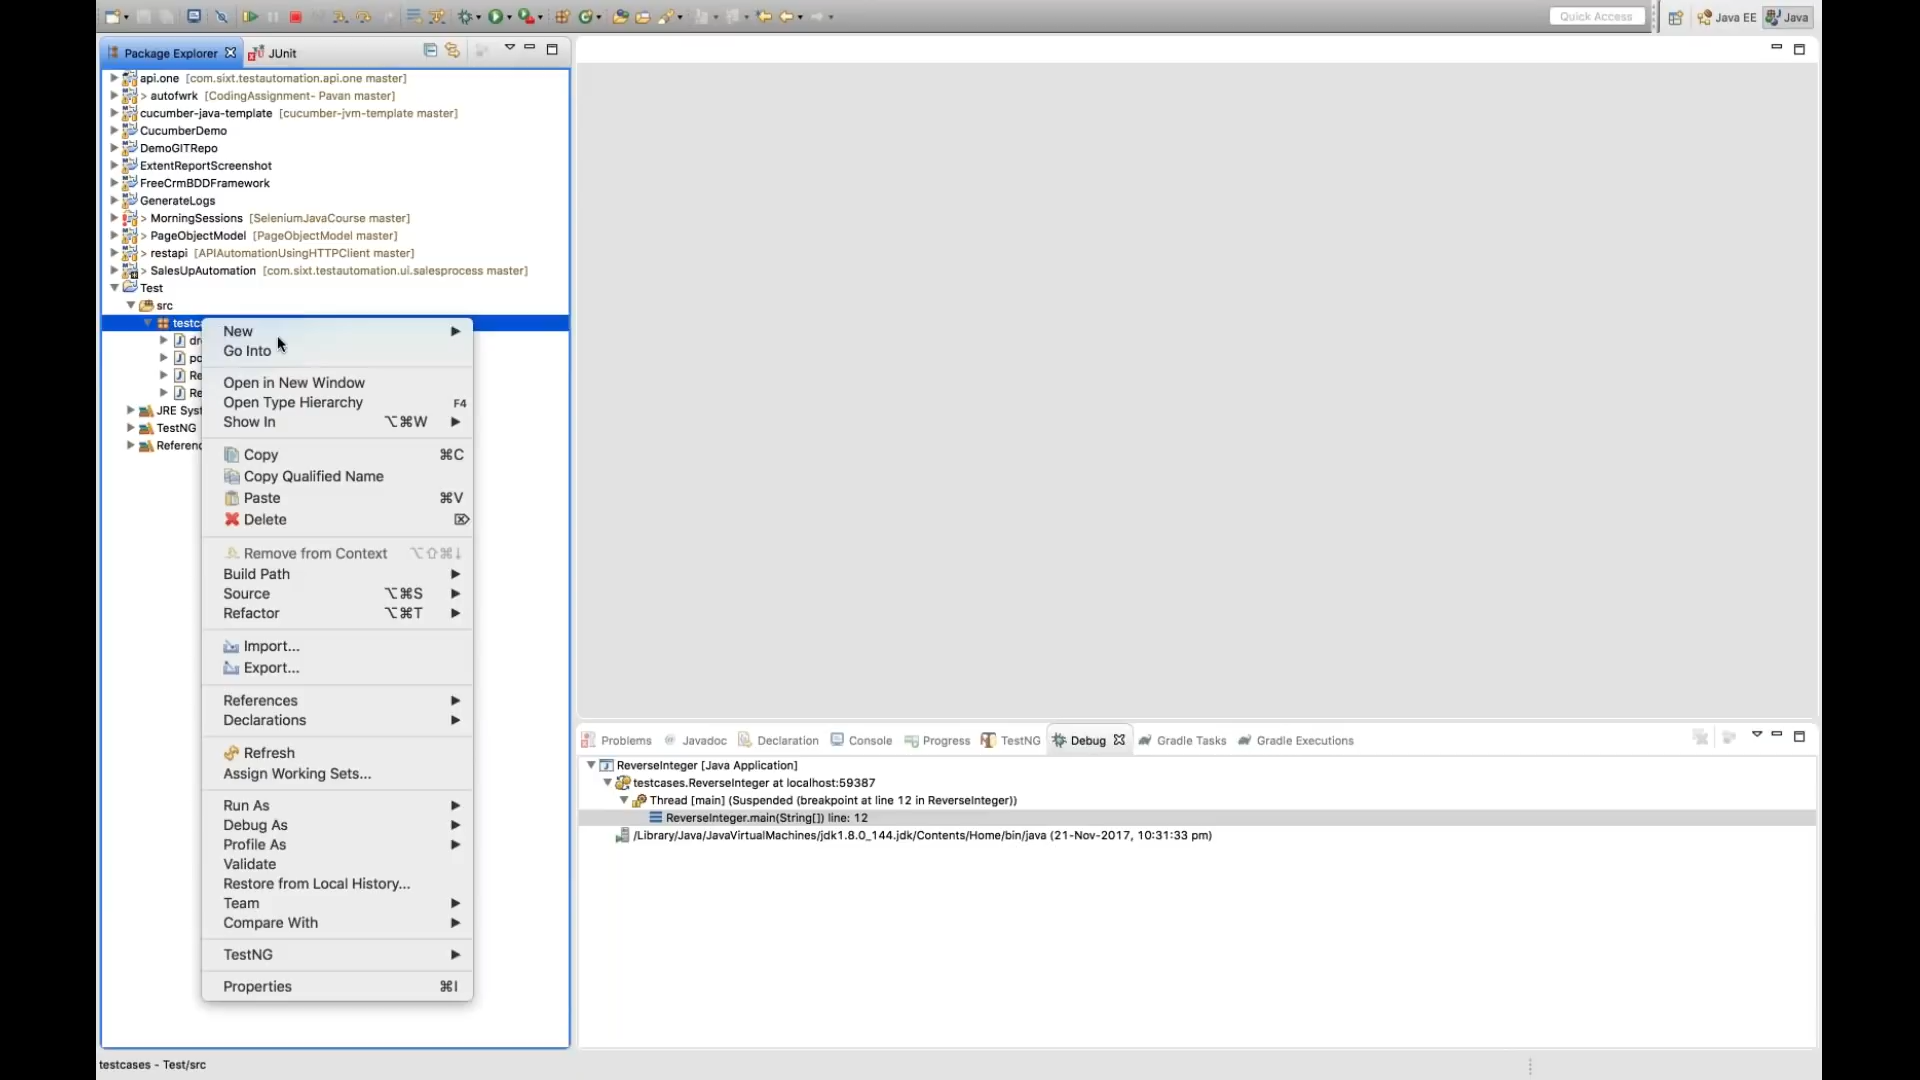 Quick Access
Java EE
Java
Package Explorer
JUnit
api.one [com.sixt.testautomation.api.one master]
> autofwrk [CodingAssignment- Pavan master]
cucumber-java-template [cucumber-jvm-template master]
CucumberDemo
DemoGITRepo
ExtentReportScreenshot
FreeCrmBDDFramework
GenerateLogs
> MorningSessions [SeleniumJavaCourse master]
> PageObjectModel [PageObjectModel master]
> restapi [APIAutomationUsingHTTPClient master]
> SalesUpAutomation [com.sixt.testautomation.ui.salesprocess master]
Test
src
testc
dr
Re
Re
JRE Syst
TestNG
Referenc
New
Go Into
Open in New Window
Open Type Hierarchy F4
Show In ⌥⌘W
Copy ⌘C
Copy Qualified Name
Paste ⌘V
Delete ⌦
Remove from Context ⌥⇧⌘↓
Build Path
Source ⌥⌘S
Refactor ⌥⌘T
Import...
Export...
References
Declarations
Refresh
Assign Working Sets...
Run As
Debug As
Profile As
Validate
Restore from Local History...
Team
Compare With
TestNG
Properties ⌘I
Problems
Javadoc
Declaration
Console
Progress
TestNG
Debug
Gradle Tasks
Gradle Executions
ReverseInteger [Java Application]
testcases.ReverseInteger at localhost:59387
Thread [main] (Suspended (breakpoint at line 12 in ReverseInteger))
ReverseInteger.main(String[]) line: 12
/Library/Java/JavaVirtualMachines/jdk1.8.0_144.jdk/Contents/Home/bin/java (21-Nov-2017, 10:31:33 pm)
testcases - Test/src